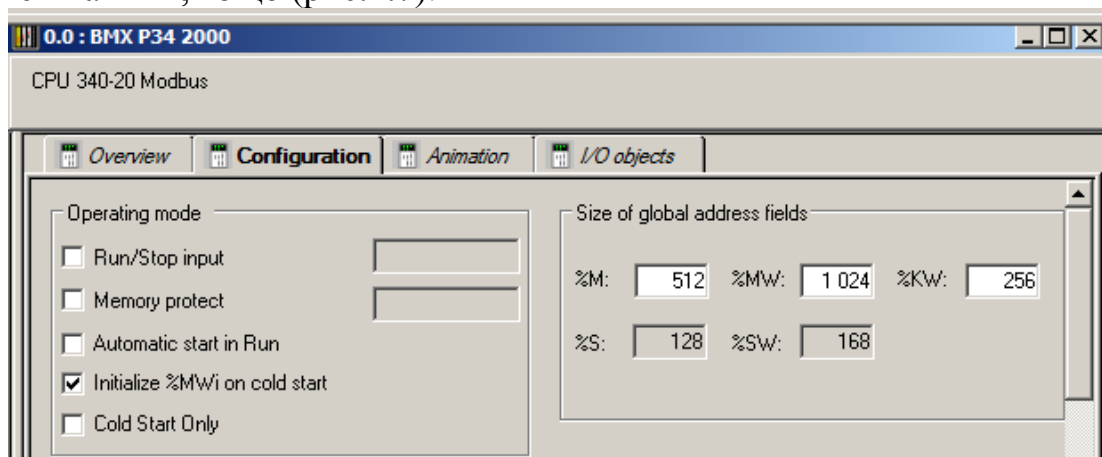 0.0 : BMX P34 2000
CPU 340-20 Modbus
Overview Configuration Animation I/O objects
Operating mode
Run/Stop input
Memory protect
Automatic start in Run
Initialize %MWi on cold start
Cold Start Only
Size of global address fields
%M: 512 %MW: 1 024 %KW: 256
%S: 128 %SW: 168